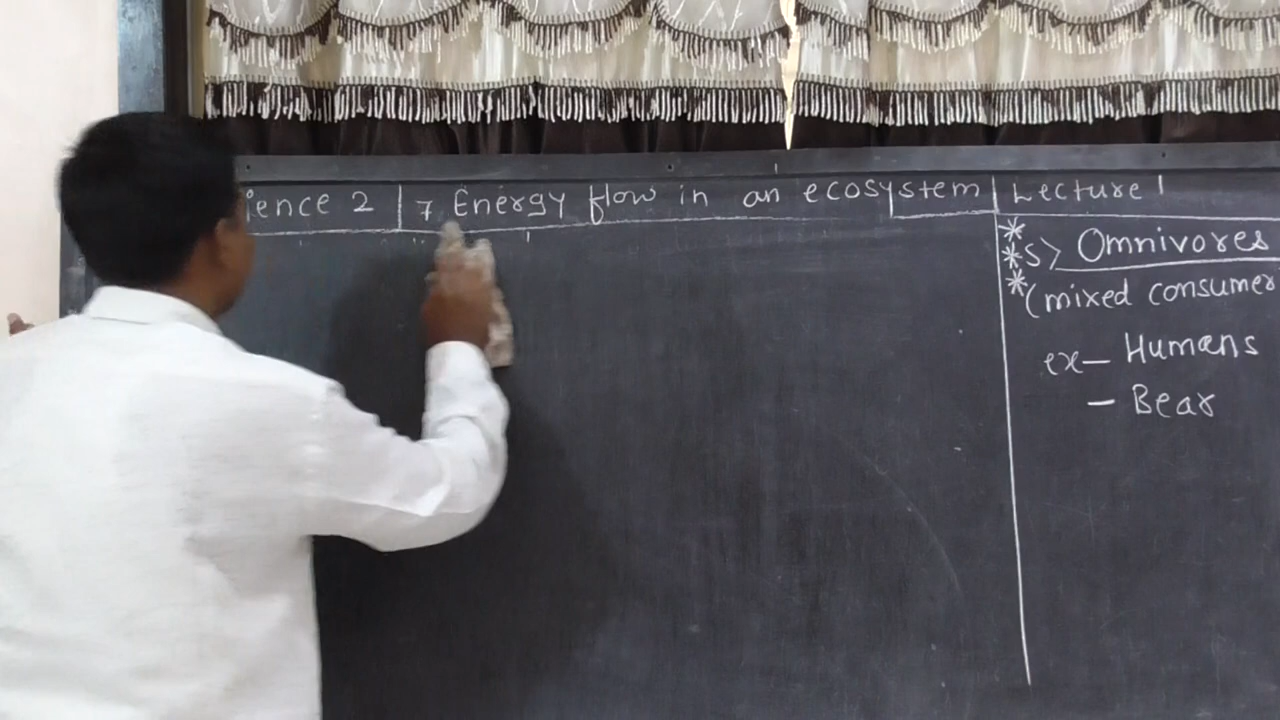 ience 2 | 7 Energy flow in an ecosystem | Lecture 1
5> Omnivores
(mixed consumer
ex – Humans
– Bear